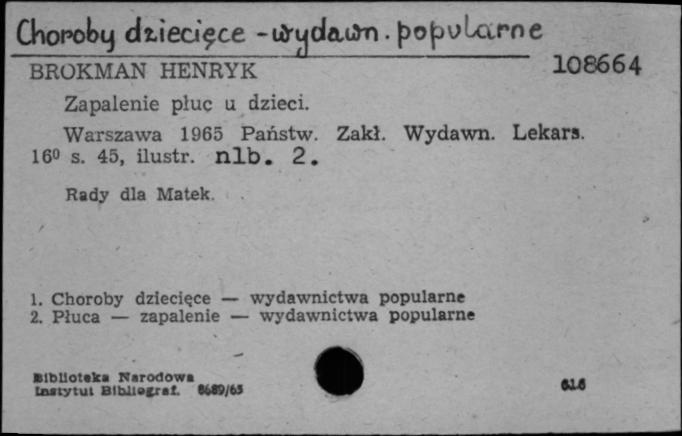 Choroby dziecięce - wydawn. popularne
BROKMAN HENRYK 108664
Zapalenie płuc u dzieci.
Warszawa 1965 Państw. Zakł. Wydawn. Lekars.
16⁰ s. 45, ilustr. nlb. 2.
Rady dla Matek.
1. Choroby dziecięce — wydawnictwa popularne
2. Płuca — zapalenie — wydawnictwa popularne
Biblioteka Narodowa
Instytut Bibliograf. 8689/65 616